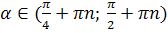 α ∈ (π/4 + πn; π/2 + πn)